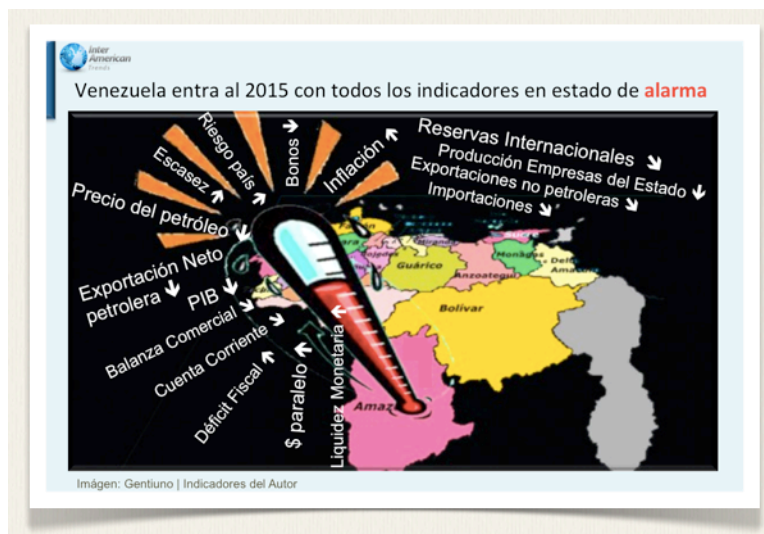 Inter
American
Trends
Venezuela entra al 2015 con todos los indicadores en estado de alarma
Precio del petróleo
Escasez
Riesgo país
Bonos
Inflación
Reservas Internacionales
Producción Empresas del Estado
Exportaciones no petroleras
Importaciones
Exportación Neto
petrolera
PIB
Balanza Comercial
Cuenta Corriente
Déficit Fiscal
$ paralelo
Liquidez Monetaria
Guárico
Anzoategui
Monagas
Delta
Bolívar
Amaz
Imágen: Gentiuno | Indicadores del Autor